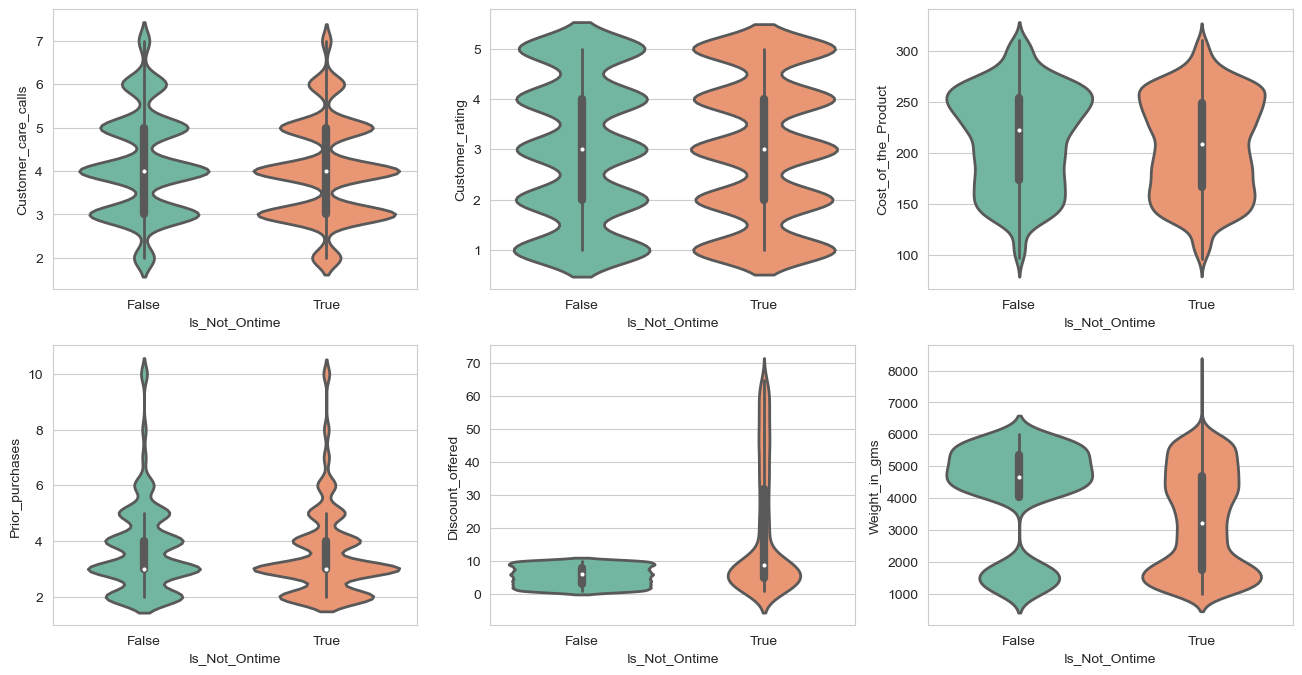 Customer_care_calls
7
6
5
4
3
2
False True
Is_Not_Ontime
Customer_rating
5
4
3
2
1
False True
Is_Not_Ontime
Cost_of_the_Product
300
250
200
150
100
False True
Is_Not_Ontime
Prior_purchases
10
8
6
4
2
False True
Is_Not_Ontime
Discount_offered
70
60
50
40
30
20
10
0
False True
Is_Not_Ontime
Weight_in_gms
8000
7000
6000
5000
4000
3000
2000
1000
False True
Is_Not_Ontime